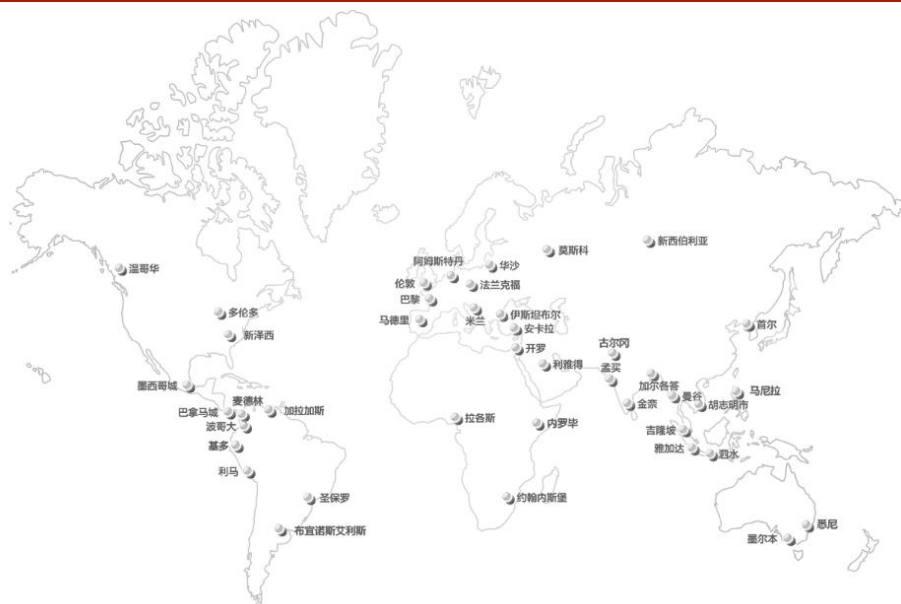 新西伯利亚
莫斯科
阿姆斯特丹
华沙
温哥华
伦敦
法兰克福
巴黎
多伦多
伊斯坦布尔
马德里
米兰
首尔
安卡拉
新泽西
古尔冈
开罗
利雅得
孟买
墨西哥城
加尔各答
马尼拉
麦德林
曼谷
金奈
胡志明市
巴拿马城
加拉加斯
拉各斯
内罗毕
波哥大
吉隆坡
基多
雅加达
泗水
利马
圣保罗
约翰内斯堡
悉尼
布宜诺斯艾利斯
墨尔本